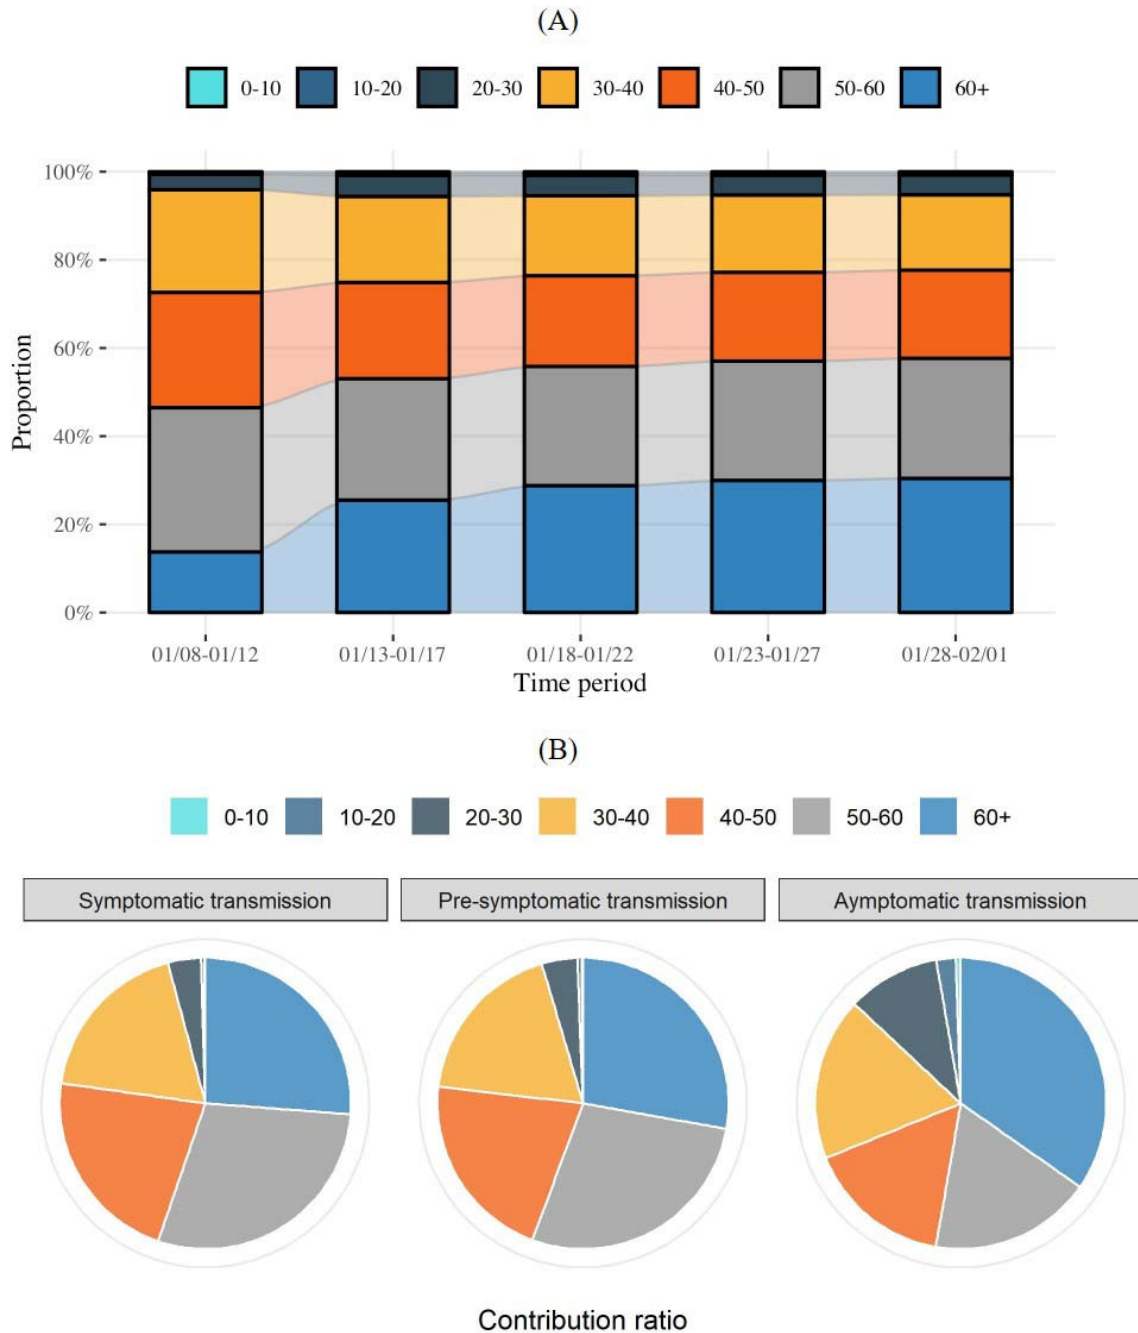 (A)
0-10 10-20 20-30 30-40 40-50 50-60 60+
100%
80%
60%
40%
20%
0%
Proportion
01/08-01/12 01/13-01/17 01/18-01/22 01/23-01/27 01/28-02/01
Time period
(B)
0-10 10-20 20-30 30-40 40-50 50-60 60+
Symptomatic transmission Pre-symptomatic transmission Aymptomatic transmission
Contribution ratio